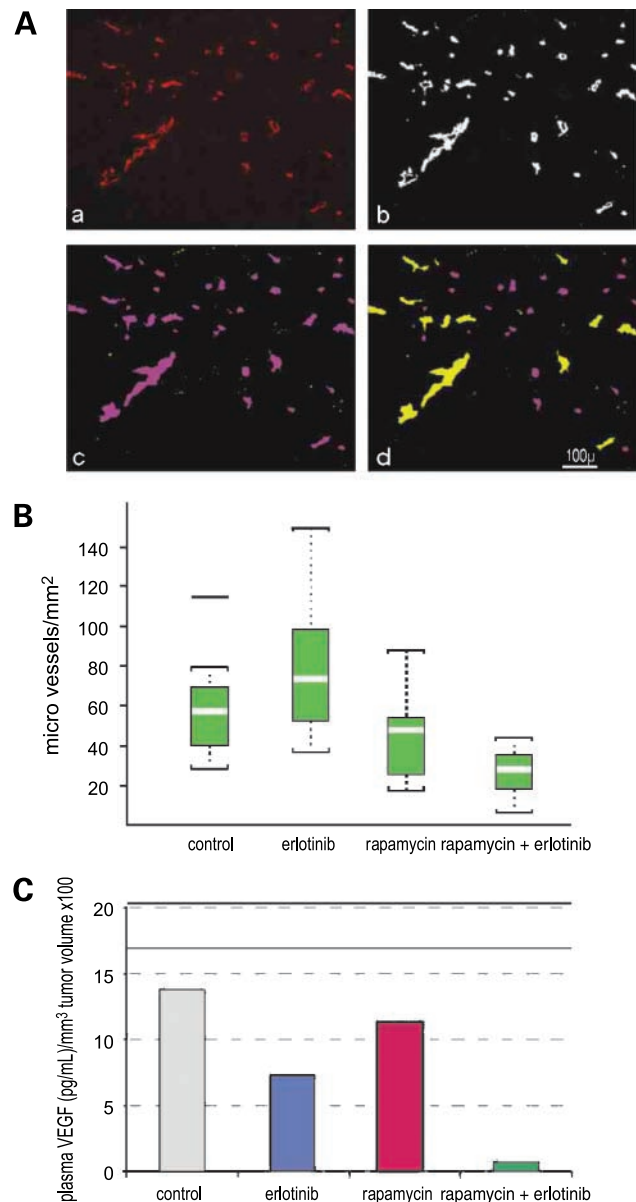 A
a
b
c
d
100µ
B
micro vessels/mm²
140
120
100
80
60
40
20
control erlotinib rapamycin rapamycin + erlotinib
C
plasma VEGF (pg/mL)/mm³ tumor volume x100
20
15
10
5
0
control erlotinib rapamycin rapamycin + erlotinib